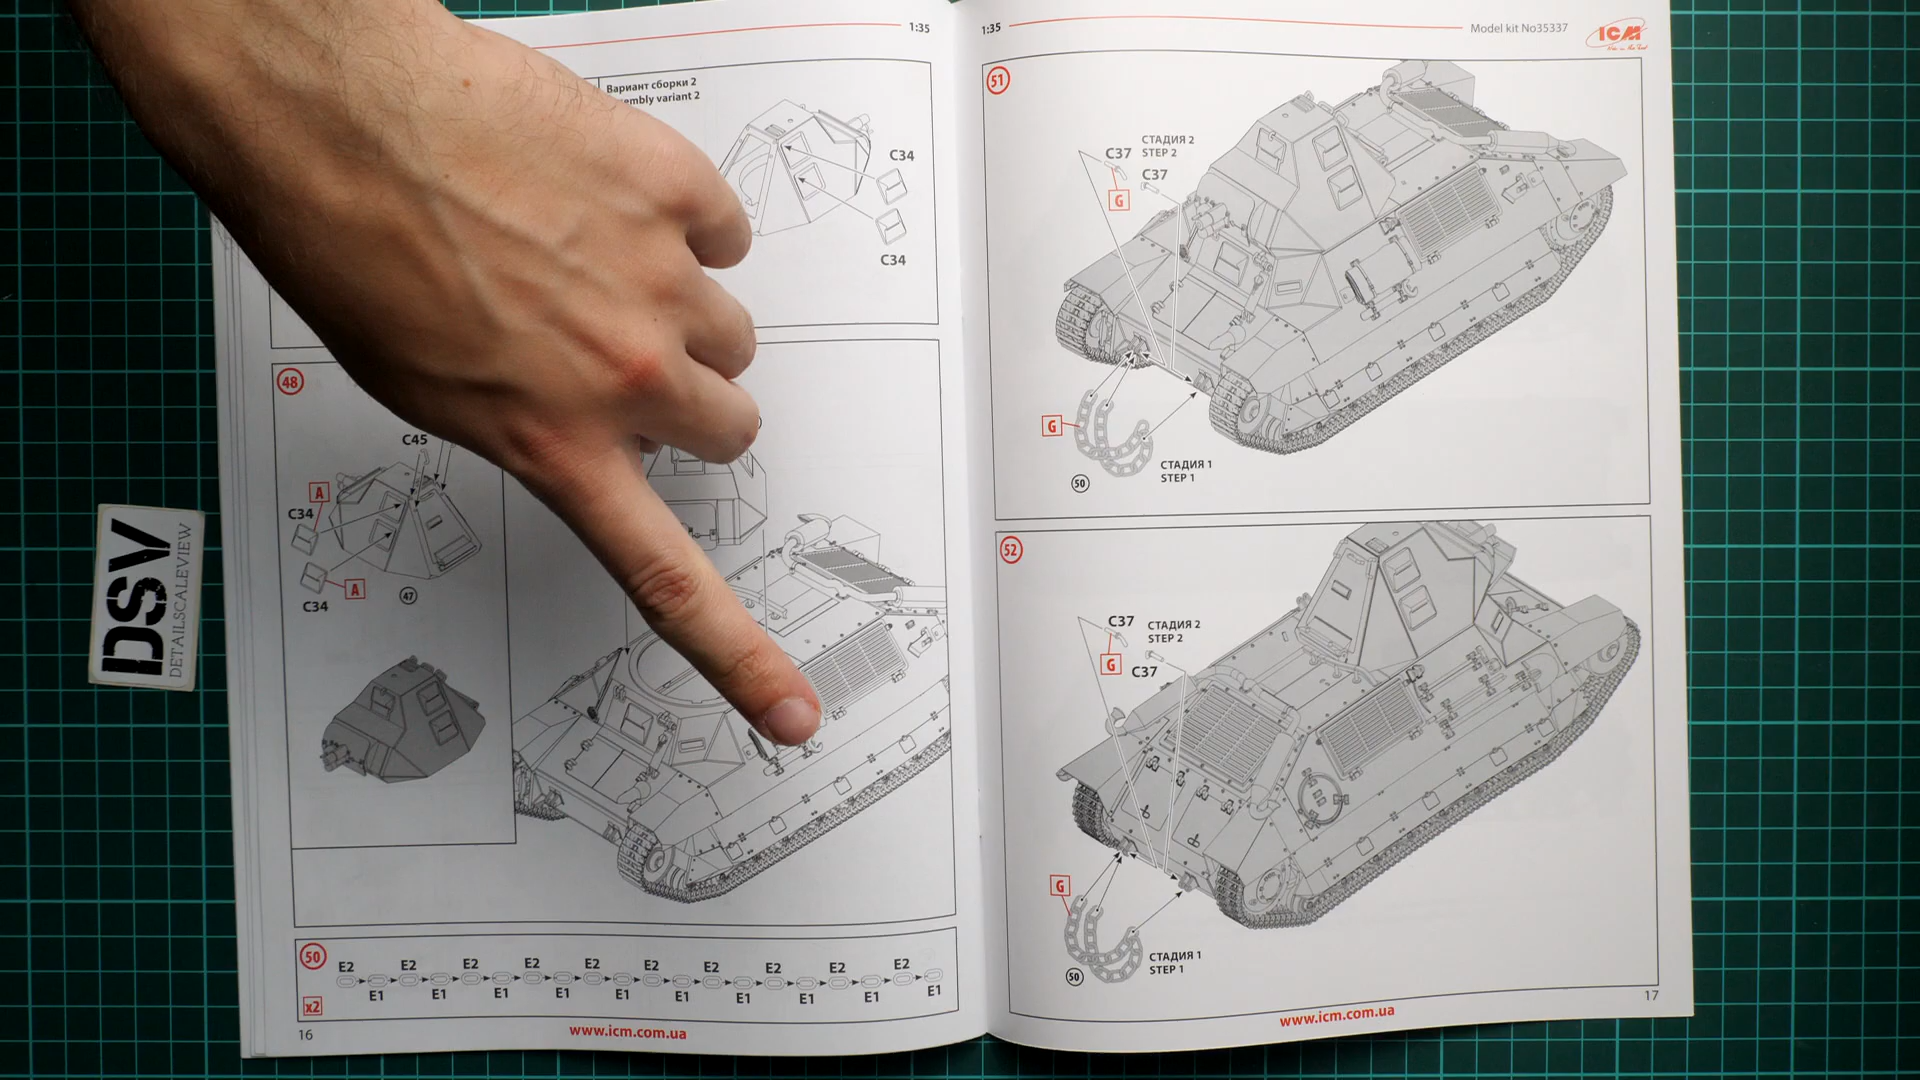 1:35
Вариант сборки 2
embly variant 2
C34
C34
48
C45
A
C34
C34
A
47
50
E2 E2 E2 E2 E2 E2 E2 E2 E2 E2
E1 E1 E1 E1 E1 E1 E1 E1 E1 E1
x2
16
www.icm.com.ua
1:35
Model kit No35337
ICM
51
СТАДИЯ 2
STEP 2
C37
C37
G
G
СТАДИЯ 1
STEP 1
50
52
C37
СТАДИЯ 2
STEP 2
G
C37
G
СТАДИЯ 1
STEP 1
50
17
www.icm.com.ua
DSV
DETAILSCALEVIEW